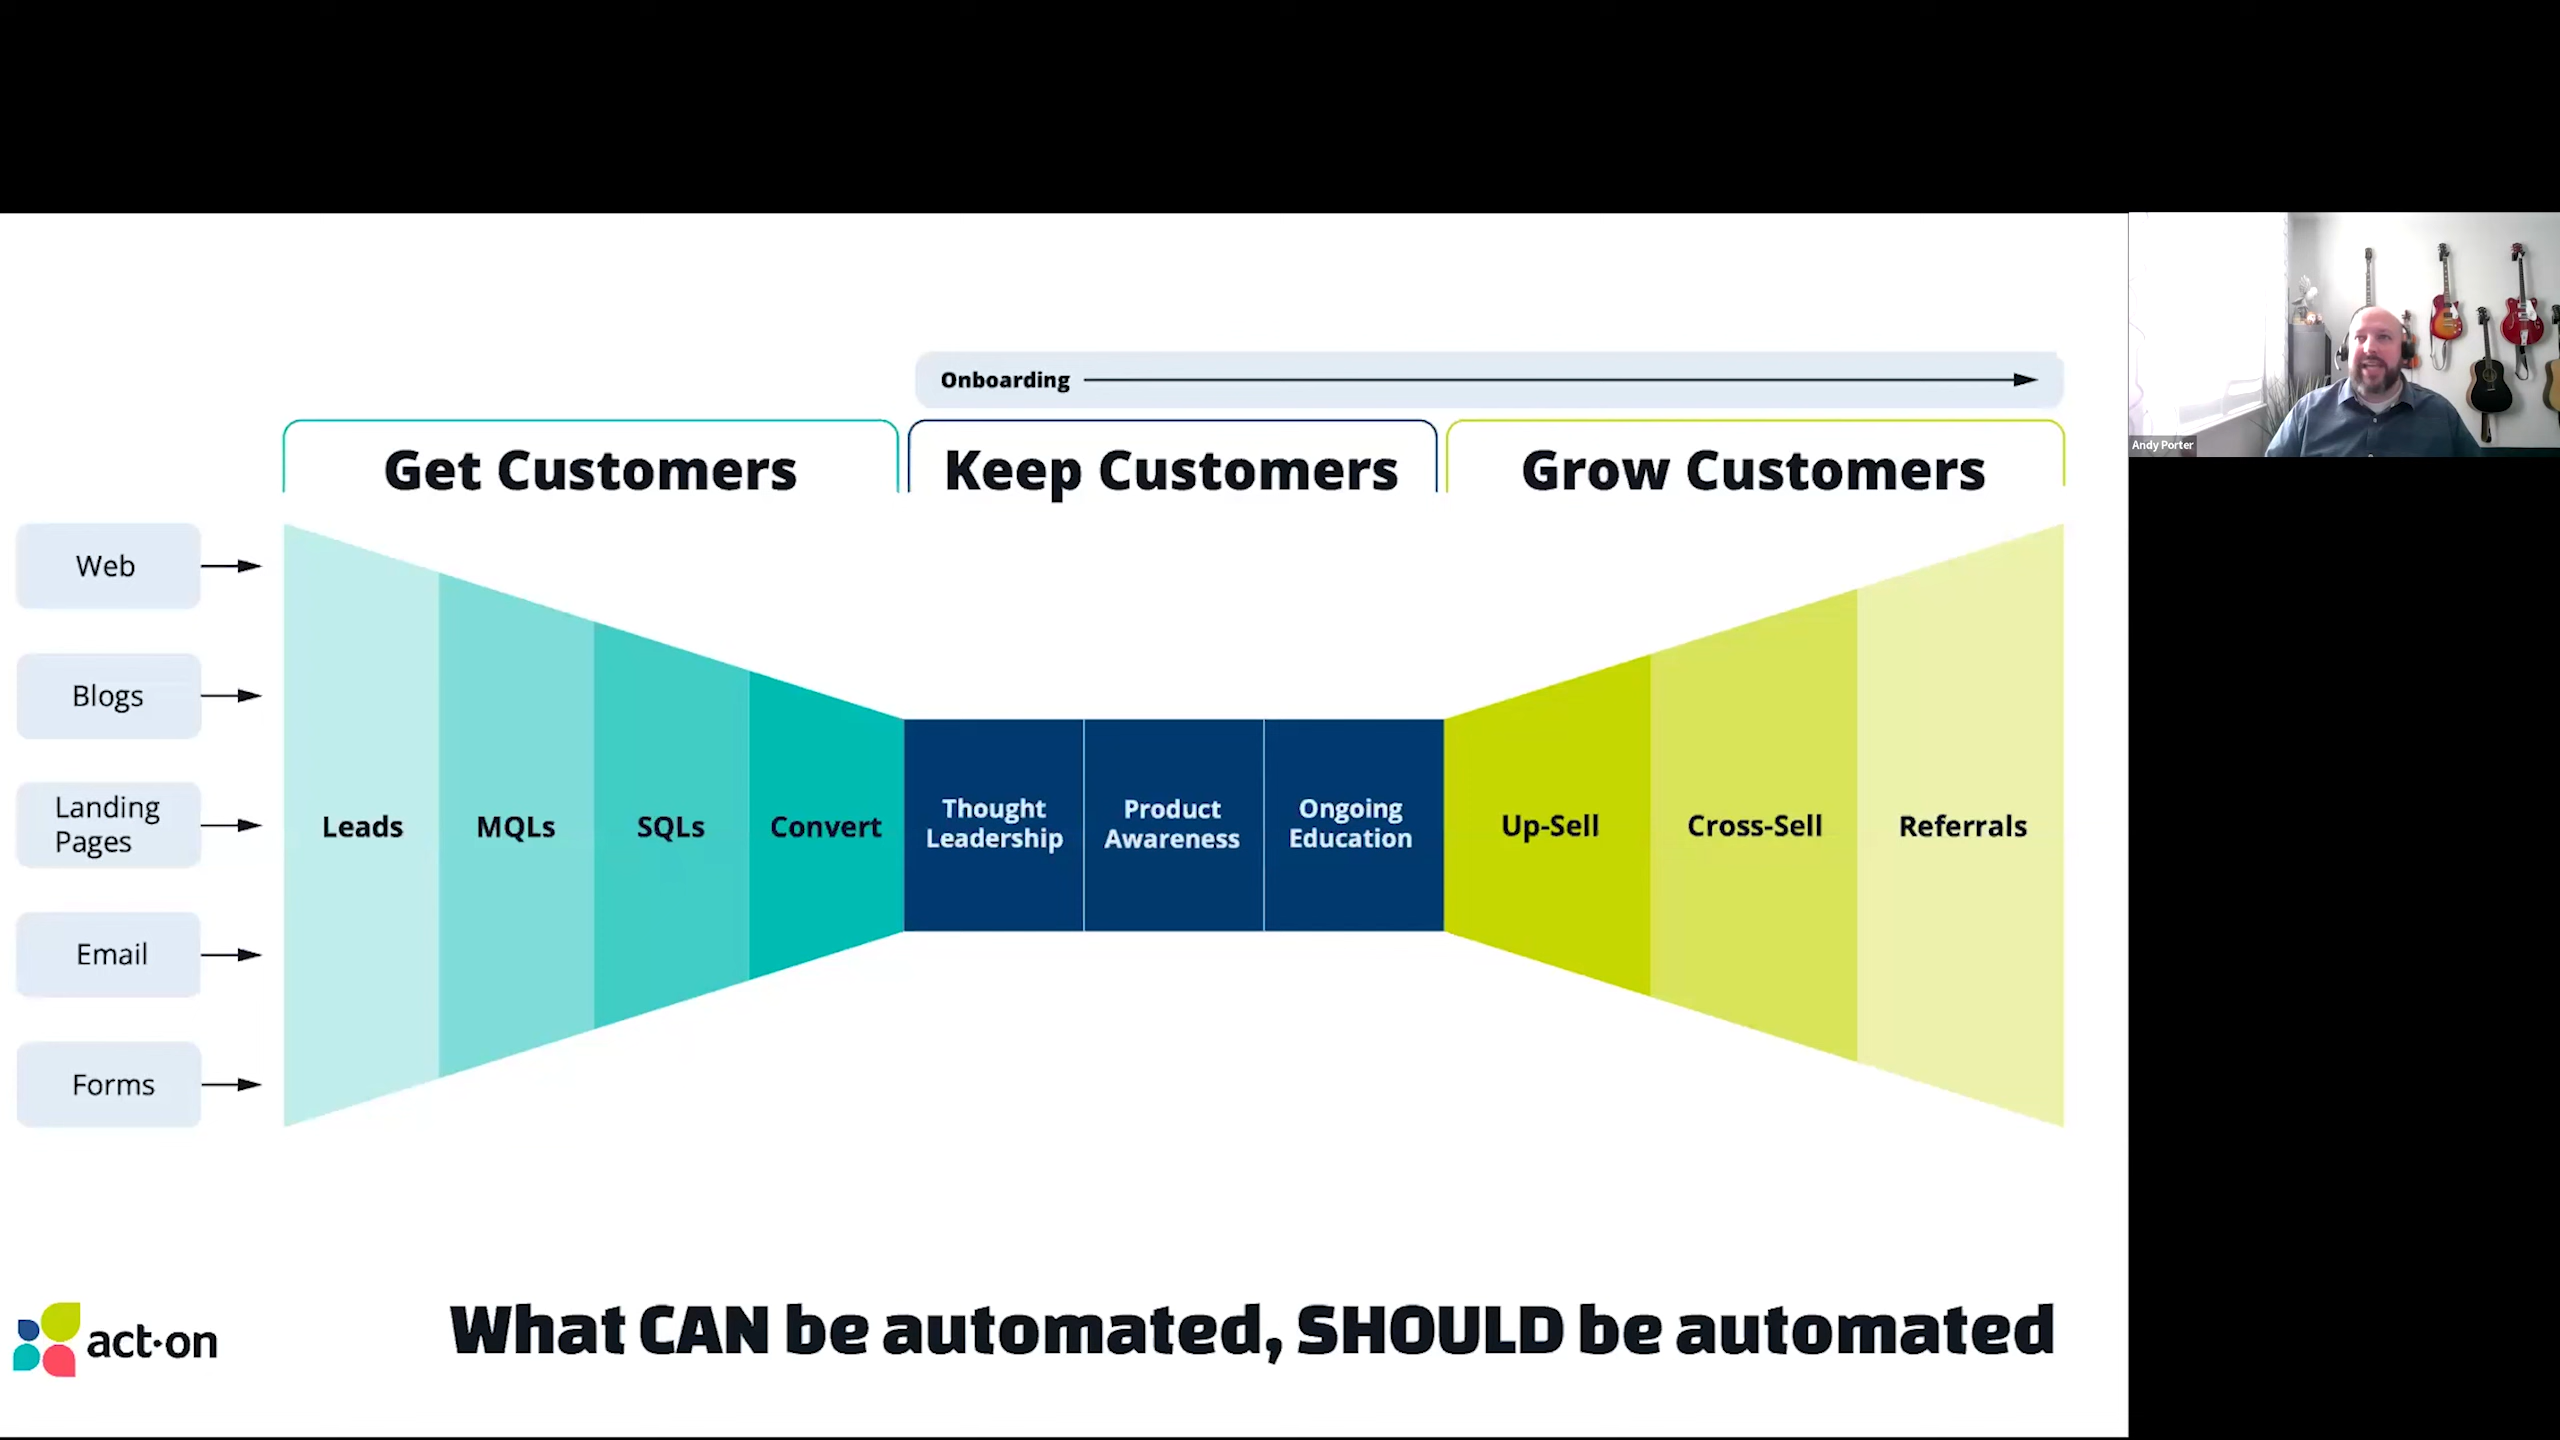 Onboarding
Get Customers
Keep Customers
Grow Customers
Web
Blogs
Landing
Pages
Email
Forms
Leads
MQLs
SQLs
Convert
Thought
Leadership
Product
Awareness
Ongoing
Education
Up-Sell
Cross-Sell
Referrals
act-on
What CAN be automated, SHOULD be automated
Andy Porter